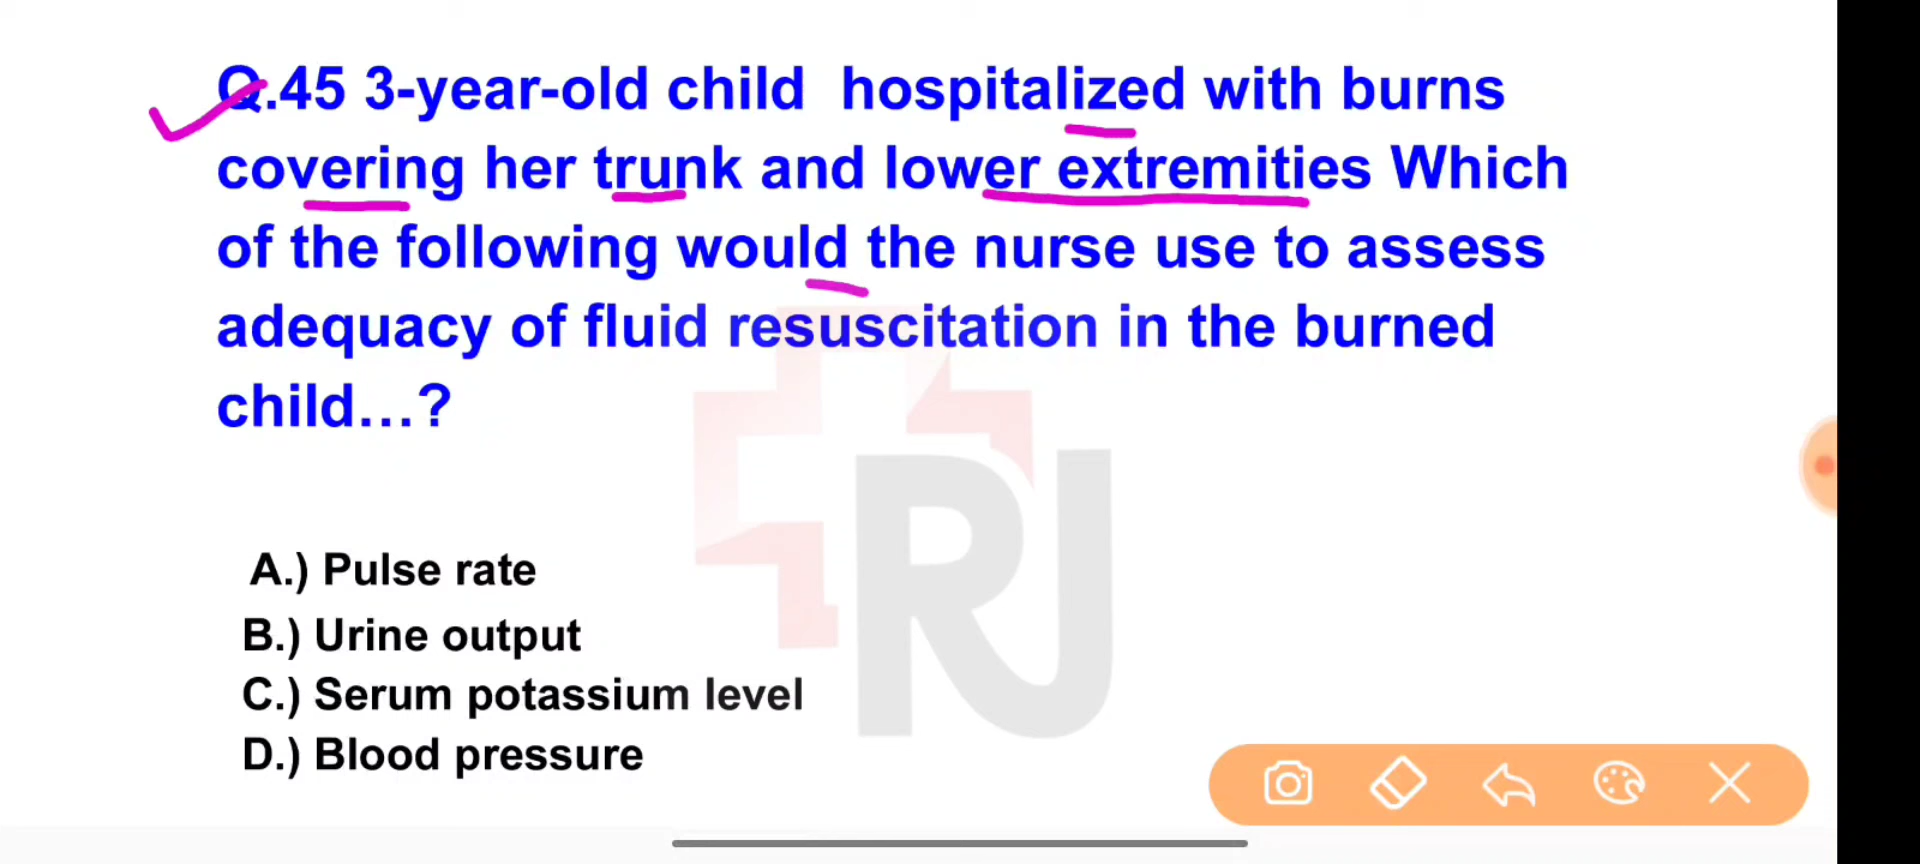 Q.45 3-year-old child hospitalized with burns
covering her trunk and lower extremities Which
of the following would the nurse use to assess
adequacy of fluid resuscitation in the burned
child...?
A.) Pulse rate
B.) Urine output
C.) Serum potassium level
D.) Blood pressure
RJ